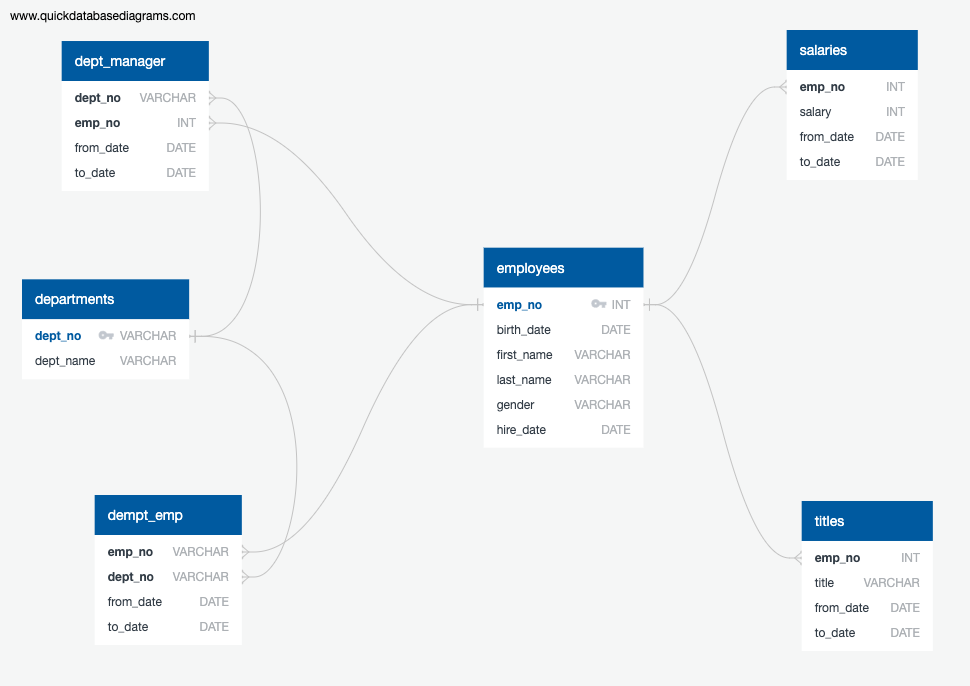 www.quickdatabasediagrams.com
dept_manager
dept_no VARCHAR
emp_no INT
from_date DATE
to_date DATE
salaries
emp_no INT
salary INT
from_date DATE
to_date DATE
departments
dept_no VARCHAR
dept_name VARCHAR
employees
emp_no INT
birth_date DATE
first_name VARCHAR
last_name VARCHAR
gender VARCHAR
hire_date DATE
dempt_emp
emp_no VARCHAR
dept_no VARCHAR
from_date DATE
to_date DATE
titles
emp_no INT
title VARCHAR
from_date DATE
to_date DATE